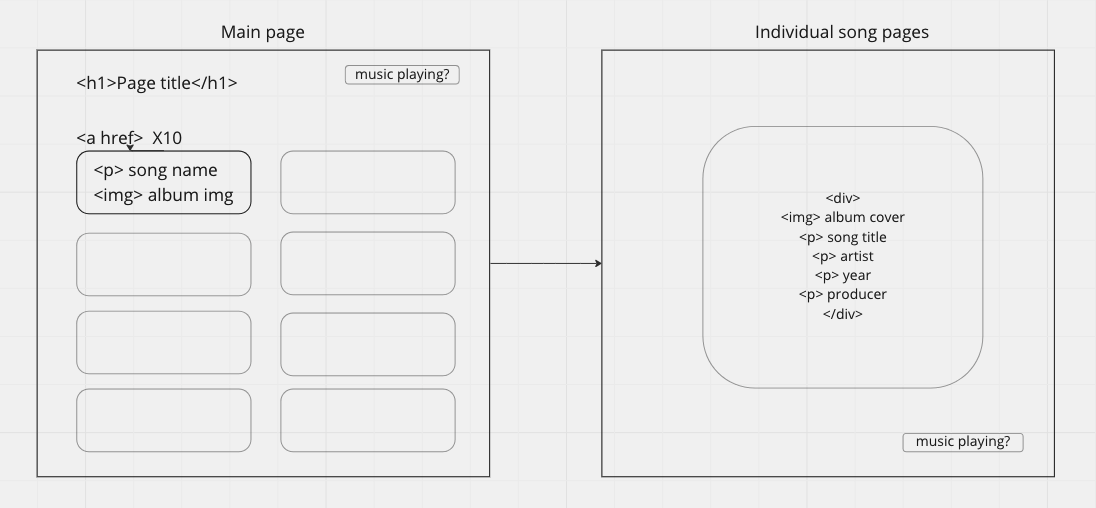 Main page
<h1>Page title</h1>
music playing?
<a href>  X10
<p> song name
<img> album img
Individual song pages
<div>
<img> album cover
<p> song title
<p> artist
<p> year
<p> producer
</div>
music playing?